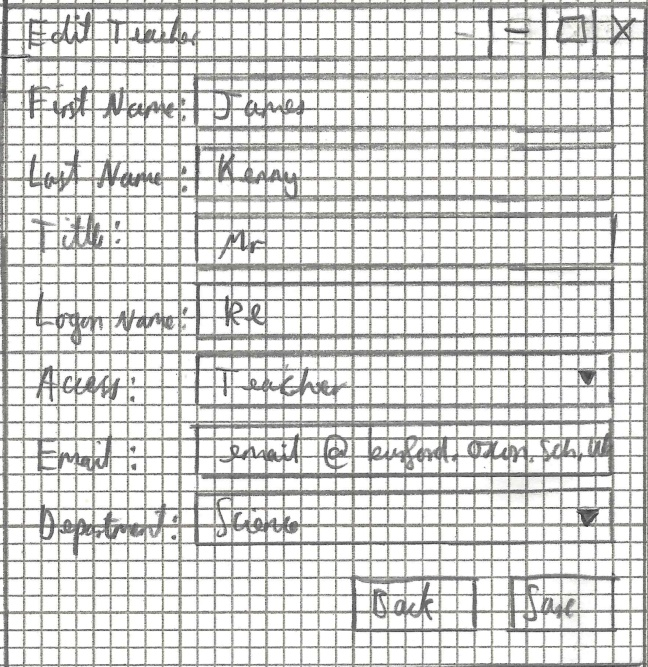 Edit Teacher
First Name: James
Last Name: Kenny
Title: Mr
Logon Name: Ke
Access: Teacher
Email: email @ burford.oxon.sch.uk
Department: Science
Back Save